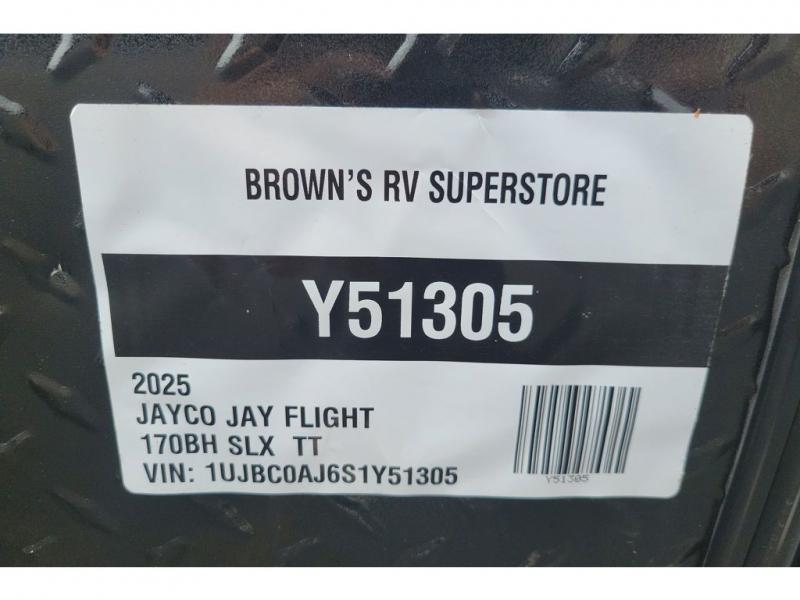 BROWN'S RV SUPERSTORE
Y51305
2025
JAYCO JAY FLIGHT
170BH SLX TT
VIN: 1UJBC0AJ6S1Y51305
Y51305